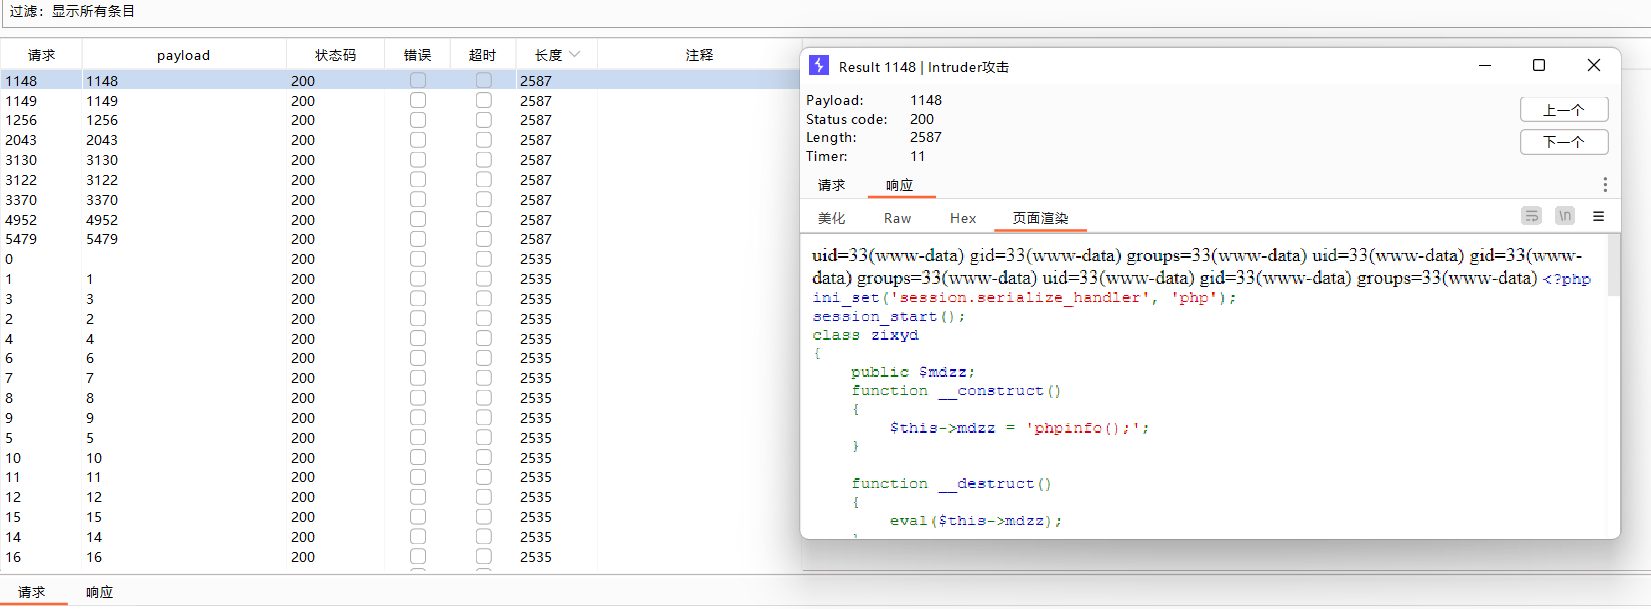 过滤：显示所有条目
请求 payload 状态码 错误 超时 长度 注释
1148 1148 200 2587
1149 1149 200 2587
1256 1256 200 2587
2043 2043 200 2587
3130 3130 200 2587
3122 3122 200 2587
3370 3370 200 2587
4952 4952 200 2587
5479 5479 200 2587
0 200 2535
1 1 200 2535
3 3 200 2535
2 2 200 2535
4 4 200 2535
6 6 200 2535
7 7 200 2535
8 8 200 2535
9 9 200 2535
5 5 200 2535
10 10 200 2535
11 11 200 2535
12 12 200 2535
15 15 200 2535
14 14 200 2535
16 16 200 2535
请求 响应
Result 1148 | Intruder攻击
Payload: 1148
Status code: 200
Length: 2587
Timer: 11
上一个
下一个
请求 响应
美化 Raw Hex 页面渲染 \n
uid=33(www-data) gid=33(www-data) groups=33(www-data) uid=33(www-data) gid=33(www-
data) groups=33(www-data) uid=33(www-data) gid=33(www-data) groups=33(www-data) <?php
ini_set('session.serialize_handler', 'php');
session_start();
class zixyd
{
public $mdzz;
function __construct()
{
$this->mdzz = 'phpinfo();';
}
function __destruct()
{
eval($this->mdzz);